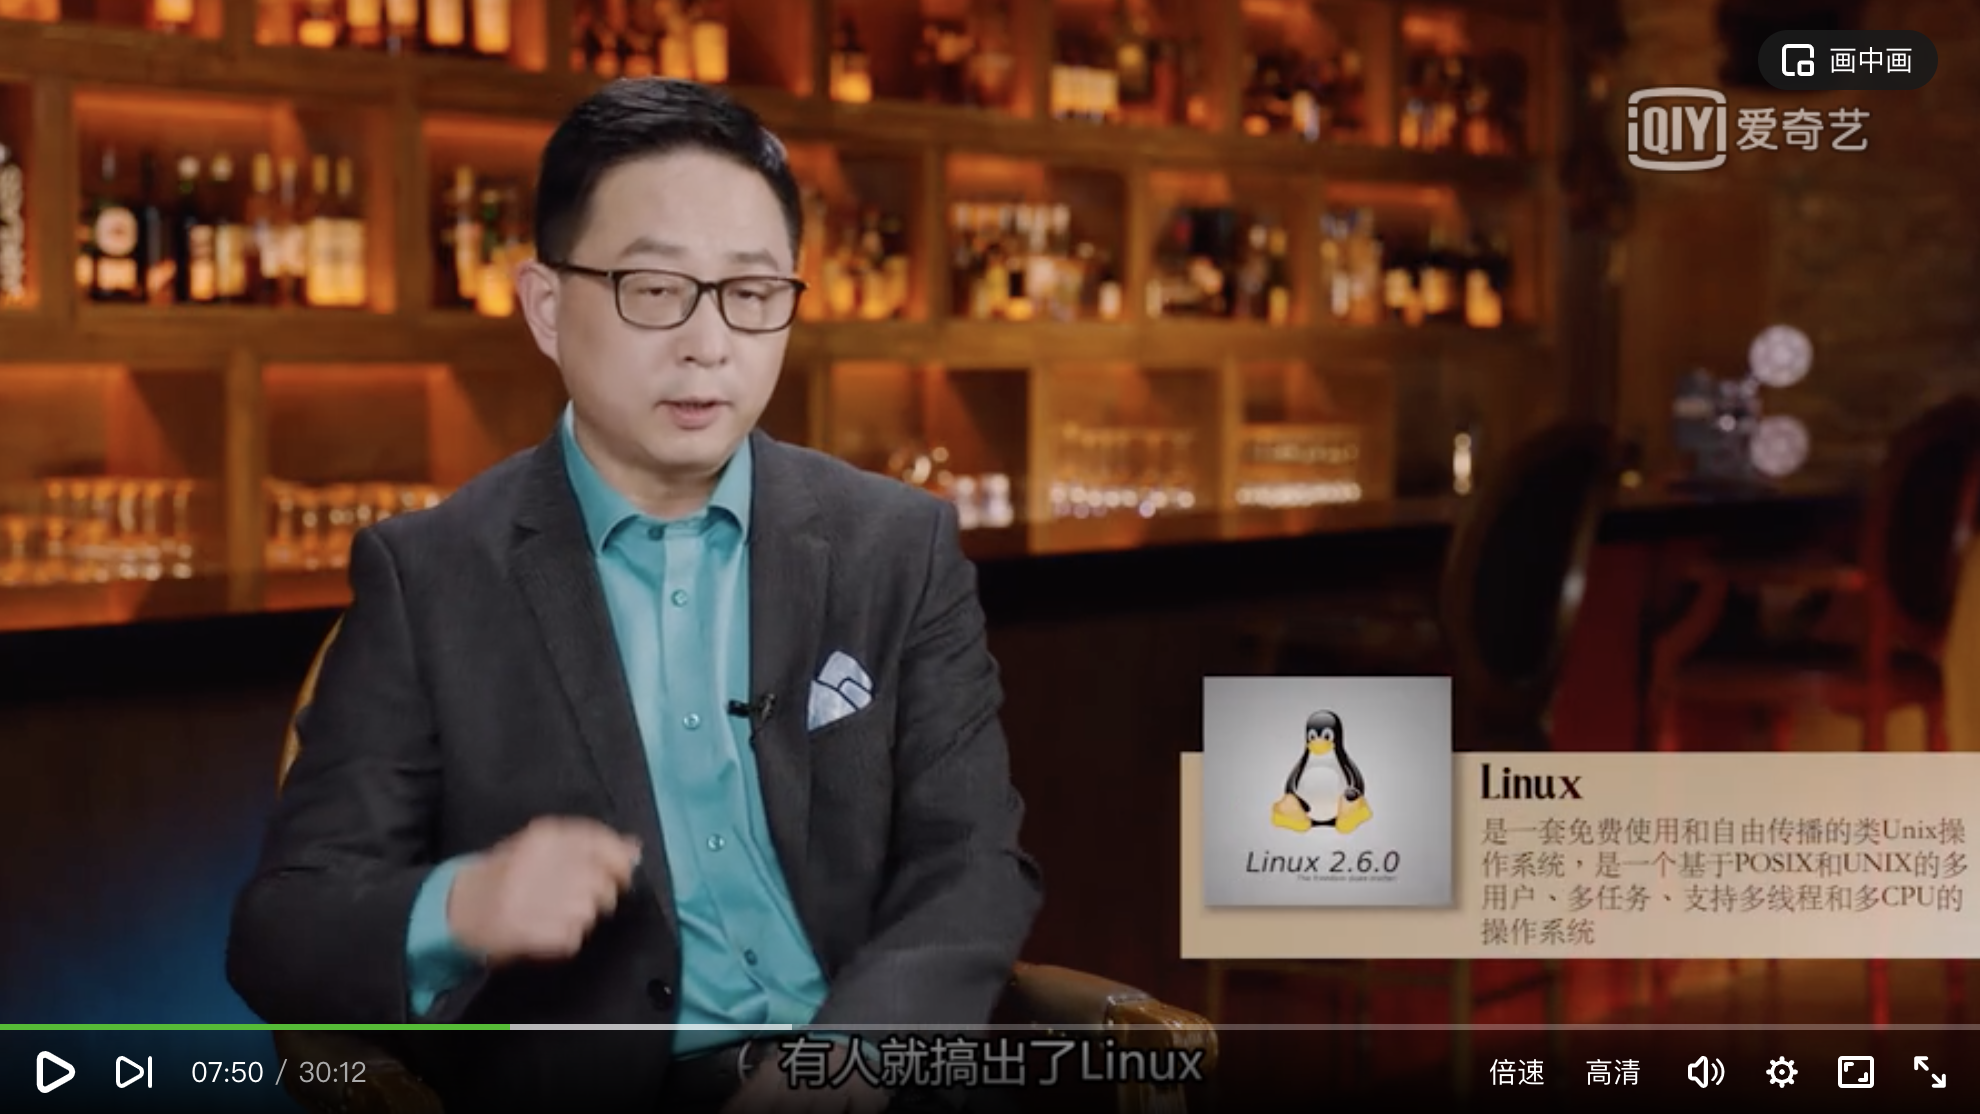 画中画
iQIY 爱奇艺
Linux
是一套免费使用和自由传播的类Unix操
作系统，是一个基于POSIX和UNIX的多
用户、多任务、支持多线程和多CPU的
操作系统
Linux 2.6.0
有人就搞出了Linux
07:50 / 30:12
倍速
高清